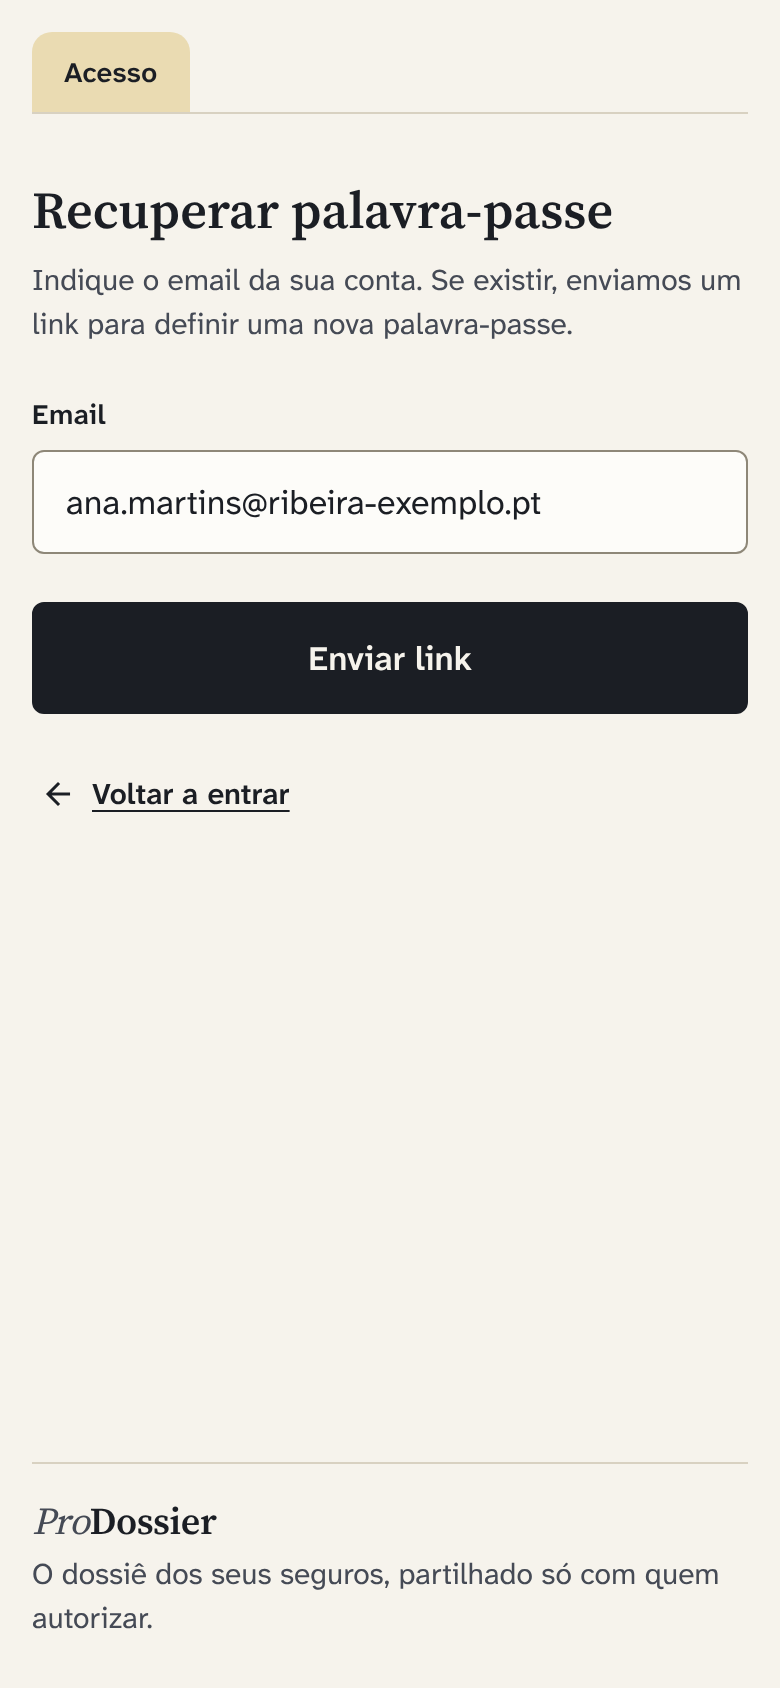 Acesso
Recuperar palavra-passe
Indique o email da sua conta. Se existir, enviamos um
link para definir uma nova palavra-passe.
Email
ana.martins@ribeira-exemplo.pt
Enviar link
← Voltar a entrar
ProDossier
O dossiê dos seus seguros, partilhado só com quem
autorizar.